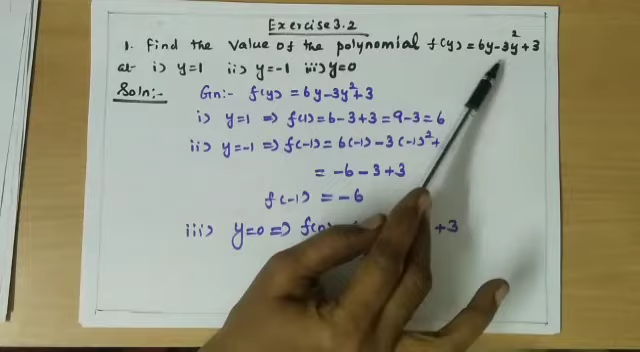 Exercise 3.2
1. Find the value of the polynomial f(y) = 6y-3y²+3
at i) y=1 ii) y=-1 iii) y=0
Soln:- Gn:- f(y) = 6y-3y²+3
i) y=1 => f(1) = 6-3+3 = 9-3 = 6
ii) y=-1 => f(-1) = 6(-1)-3(-1)²+
= -6-3+3
f(-1) = -6
iii) y=0 => f(0) +3